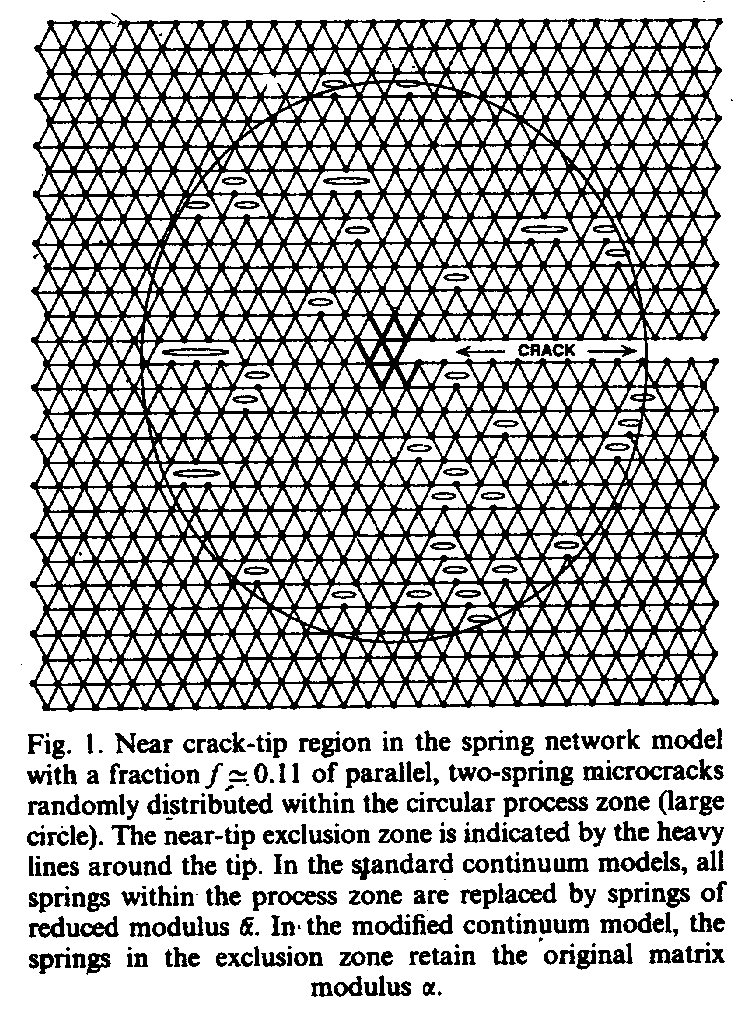 ← CRACK →
Fig. 1. Near crack-tip region in the spring network model
with a fraction f ≃ 0.11 of parallel, two-spring microcracks
randomly distributed within the circular process zone (large
circle). The near-tip exclusion zone is indicated by the heavy
lines around the tip. In the standard continuum models, all
springs within the process zone are replaced by springs of
reduced modulus ᾱ. In the modified continuum model, the
springs in the exclusion zone retain the original matrix
modulus α.